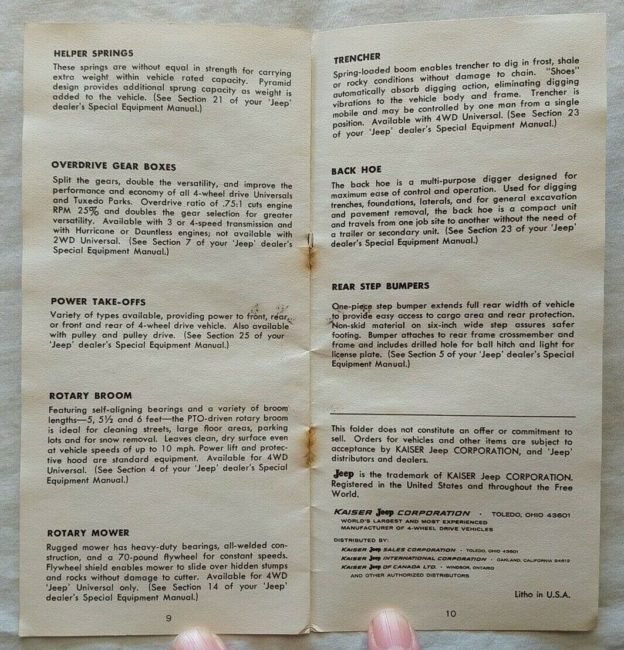 HELPER SPRINGS
These springs are without equal in strength for carrying
extra weight within vehicle rated capacity. Pyramid
design provides additional sprung capacity as weight is
added to the vehicle. (See Section 21 of your 'Jeep'
dealer's Special Equipment Manual.)
OVERDRIVE GEAR BOXES
Split the gears, double the versatility, and improve the
performance and economy of all 4-wheel drive Universals
and Tuxedo Parks. Overdrive ratio of .75:1 cuts engine
RPM 25% and doubles the gear selection for greater
versatility. Available with 3 or 4-speed transmission and
with Hurricane or Dauntless engines; not available with
2WD Universal. (See Section 7 of your 'Jeep' dealer's
Special Equipment Manual.)
POWER TAKE-OFFS
Variety of types available, providing power to front, rear,
or front and rear of 4-wheel drive vehicle. Also available
with pulley and pulley drive. (See Section 25 of your
'Jeep' dealer's Special Equipment Manual.)
ROTARY BROOM
Featuring self-aligning bearings and a variety of broom
lengths—5, 5½ and 6 feet—the PTO-driven rotary broom
is ideal for cleaning streets, large floor areas, parking
lots and for snow removal. Leaves clean, dry surface even
at vehicle speeds of up to 10 mph. Power lift and protec-
tive hood are standard equipment. Available for 4WD
Universal. (See Section 4 of your 'Jeep' dealer's Special
Equipment Manual.)
ROTARY MOWER
Rugged mower has heavy-duty bearings, all-welded con-
struction, and a 70-pound flywheel for constant speeds.
Flywheel shield enables mower to slide over hidden stumps
and rocks without damage to cutter. Available for 4WD
'Jeep' Universal only. (See Section 14 of your 'Jeep'
dealer's Special Equipment Manual.)
9
TRENCHER
Spring-loaded boom enables trencher to dig in frost, shale
or rocky conditions without damage to chain. "Shoes"
automatically absorb digging action, eliminating digging
vibrations to the vehicle body and frame. Trencher is
mobile and may be controlled by one man from a single
position. Available with 4WD Universal. (See Section 23
of your 'Jeep' dealer's Special Equipment Manual.)
BACK HOE
The back hoe is a multi-purpose digger designed for
maximum ease of control and operation. Used for digging
trenches, foundations, laterals, and for general excavation
and pavement removal, the back hoe is a compact unit
and travels from one job site to another without the need of
a trailer or secondary unit. (See Section 23 of your 'Jeep'
dealer's Special Equipment Manual.)
REAR STEP BUMPERS
One-piece step bumper extends full rear width of vehicle
to provide easy access to cargo area and rear protection.
Non-skid material on six-inch wide step assures safer
footing. Bumper attaches to rear frame crossmember and
frame and includes drilled hole for ball hitch and light for
license plate. (See Section 5 of your 'Jeep' dealer's Special
Equipment Manual.)
This folder does not constitute an offer or commitment to
sell. Orders for vehicles and other items are subject to
acceptance by KAISER Jeep CORPORATION, and 'Jeep'
distributors and dealers.
Jeep is the trademark of KAISER Jeep CORPORATION.
Registered in the United States and throughout the Free
World.
KAISER Jeep CORPORATION · TOLEDO, OHIO 43601
WORLD'S LARGEST AND MOST EXPERIENCED
MANUFACTURER OF 4-WHEEL DRIVE VEHICLES
DISTRIBUTED BY:
KAISER Jeep SALES CORPORATION · TOLEDO, OHIO 43601
KAISER Jeep INTERNATIONAL CORPORATION · OAKLAND, CALIFORNIA 94612
KAISER Jeep OF CANADA LTD. · WINDSOR, ONTARIO
AND OTHER AUTHORIZED DISTRIBUTORS
Litho in U.S.A.
10